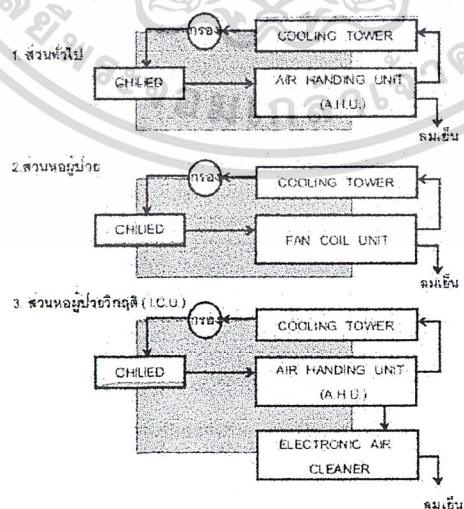 1. ส่วนทั่วไป
กรอง
COOLING TOWER
CHILIED
AIR HANDING UNIT
(A.H.U.)
ลมเย็น
2.ส่วนหอผู้ป่วย
กรอง
COOLING TOWER
CHILIED
FAN COIL UNIT
ลมเย็น
3. ส่วนหอผู้ป่วยวิกฤติ (I.C.U.)
กรอง
COOLING TOWER
CHILIED
AIR HANDING UNIT
(A.H.U.)
ELECTRONIC AIR
CLEANER
ลมเย็น